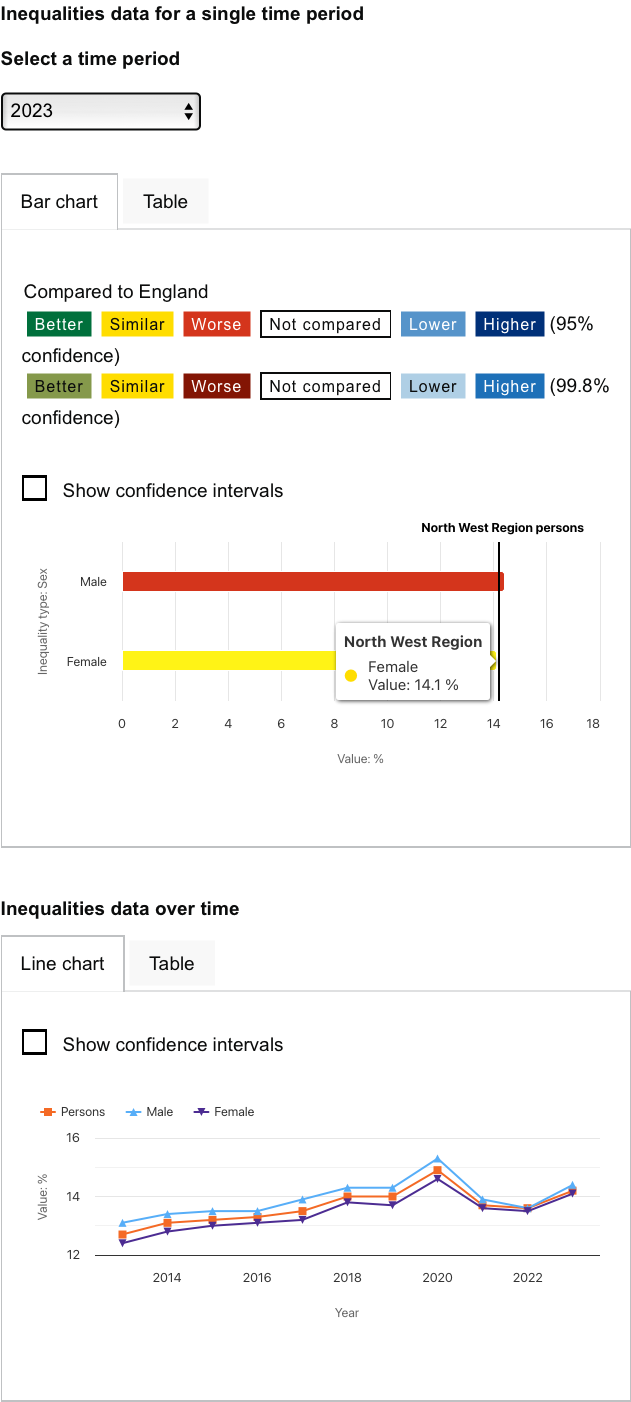 Inequalities data for a single time period
Select a time period
2023
Bar chart Table
Compared to England
Better Similar Worse Not compared Lower Higher (95%
confidence)
Better Similar Worse Not compared Lower Higher (99.8%
confidence)
Show confidence intervals
North West Region persons
Inequality type: Sex
Male
Female
North West Region
Female
Value: 14.1 %
0 2 4 6 8 10 12 14 16 18
Value: %
Inequalities data over time
Line chart Table
Show confidence intervals
Persons Male Female
Value: %
16
14
12
2014 2016 2018 2020 2022
Year